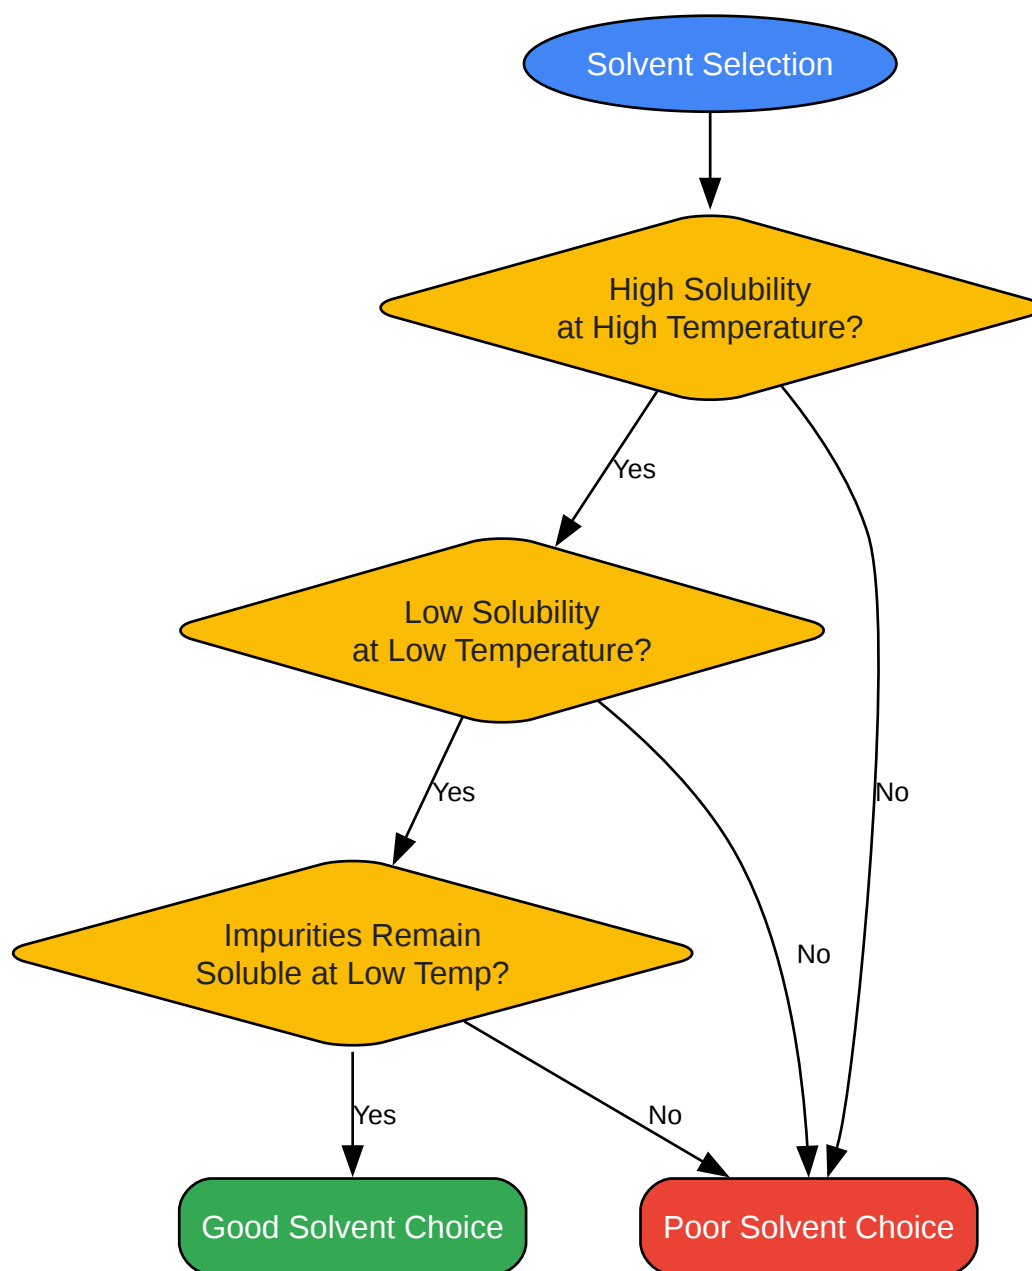 Solvent Selection
High Solubility
at High Temperature?
Yes
Low Solubility
at Low Temperature?
Yes
No
Impurities Remain
Soluble at Low Temp?
No
Yes
No
Good Solvent Choice
Poor Solvent Choice